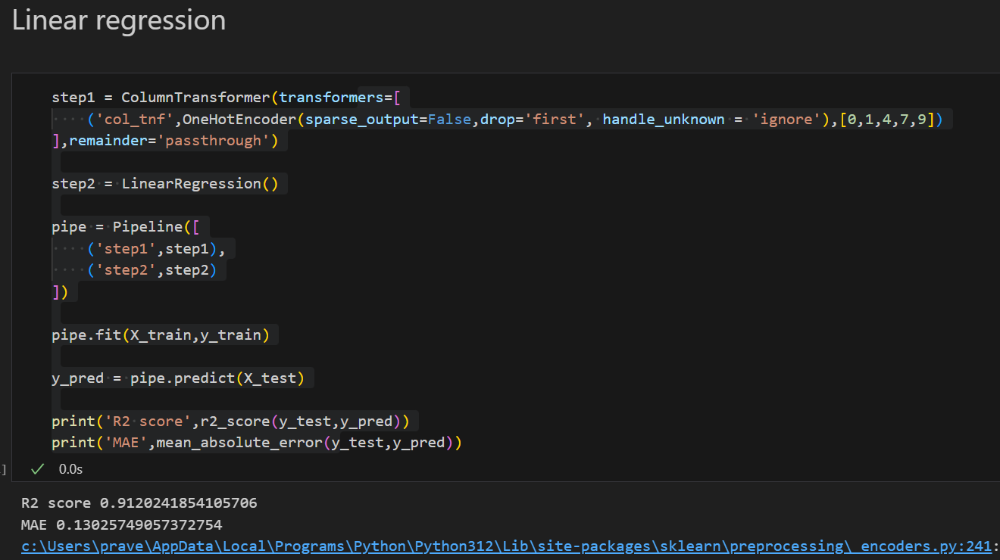 Linear regression
step1 = ColumnTransformer(transformers=[
····('col_tnf',OneHotEncoder(sparse_output=False,drop='first', handle_unknown = 'ignore'),[0,1,4,7,9])
],remainder='passthrough')
step2 = LinearRegression()
pipe = Pipeline([
····('step1',step1),
····('step2',step2)
])
pipe.fit(X_train,y_train)
y_pred = pipe.predict(X_test)
print('R2 score',r2_score(y_test,y_pred))
print('MAE',mean_absolute_error(y_test,y_pred))
] ✓ 0.0s
R2 score 0.9120241854105706
MAE 0.13025749057372754
c:\Users\prave\AppData\Local\Programs\Python\Python312\Lib\site-packages\sklearn\preprocessing\_encoders.py:241: